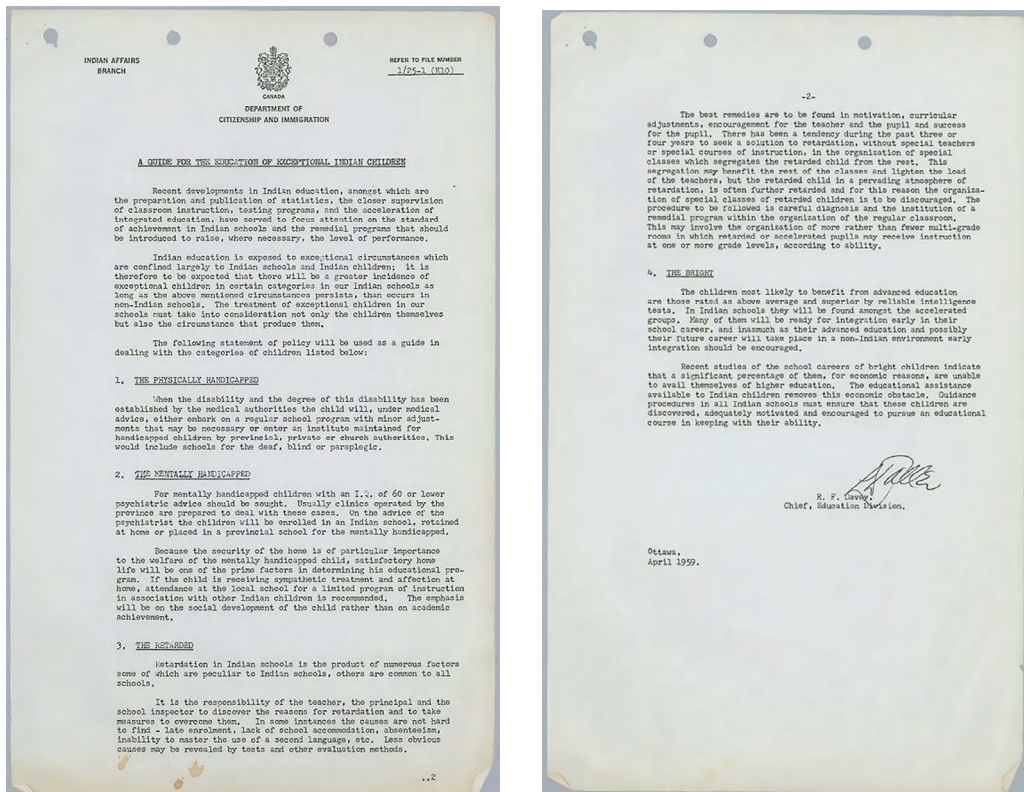 INDIAN AFFAIRS
BRANCH
CANADA
DEPARTMENT OF
CITIZENSHIP AND IMMIGRATION
REFER TO FILE NUMBER
1/25-1 (E10)
A GUIDE FOR THE EDUCATION OF EXCEPTIONAL INDIAN CHILDREN
Recent developments in Indian education, amongst which are
the preparation and publication of statistics, the closer supervision
of classroom instruction, testing programs, and the acceleration of
integrated education, have served to focus attention on the standard
of achievement in Indian schools and the remedial programs that should
be introduced to raise, where necessary, the level of performance.
Indian education is exposed to exceptional circumstances which
are confined largely to Indian schools and Indian children; it is
therefore to be expected that there will be a greater incidence of
exceptional children in certain categories in our Indian schools as
long as the above mentioned circumstances persists, than occurs in
non-Indian schools. The treatment of exceptional children in our
schools must take into consideration not only the children themselves
but also the circumstance that produce them.
The following statement of policy will be used as a guide in
dealing with the categories of children listed below:
1. THE PHYSICALLY HANDICAPPED
When the disability and the degree of this disability has been
established by the medical authorities the child will, under medical
advice, either embark on a regular school program with minor adjust-
ments that may be necessary or enter an institute maintained for
handicapped children by provincial, private or church authorities. This
would include schools for the deaf, blind or paraplegic.
2. THE MENTALLY HANDICAPPED
For mentally handicapped children with an I.Q. of 60 or lower
psychiatric advice should be sought. Usually clinics operated by the
province are prepared to deal with these cases. On the advice of the
psychiatrist the children will be enrolled in an Indian school, retained
at home or placed in a provincial school for the mentally handicapped.
Because the security of the home is of particular importance
to the welfare of the mentally handicapped child, satisfactory home
life will be one of the prime factors in determining his educational pro-
gram. If the child is receiving sympathetic treatment and affection at
home, attendance at the local school for a limited program of instruction
in association with other Indian children is recommended. The emphasis
will be on the social development of the child rather than on academic
achievement.
3. THE RETARDED
Retardation in Indian schools is the product of numerous factors
some of which are peculiar to Indian schools, others are common to all
schools.
It is the responsibility of the teacher, the principal and the
school inspector to discover the reasons for retardation and to take
measures to overcome them. In some instances the causes are not hard
to find - late enrolment, lack of school accommodation, absenteeism,
inability to master the use of a second language, etc. Less obvious
causes may be revealed by tests and other evaluation methods.
..2
-2-
The best remedies are to be found in motivation, curricular
adjustments, encouragement for the teacher and the pupil and success
for the pupil. There has been a tendency during the past three or
four years to seek a solution to retardation, without special teachers
or special courses of instruction, in the organization of special
classes which segregates the retarded child from the rest. This
segregation may benefit the rest of the classes and lighten the load
of the teachers, but the retarded child in a pervading atmosphere of
retardation, is often further retarded and for this reason the organiza-
tion of special classes of retarded children is to be discouraged. The
procedure to be followed is careful diagnosis and the institution of a
remedial program within the organization of the regular classroom.
This may involve the organization of more rather than fewer multi-grade
rooms in which retarded or accelerated pupils may receive instruction
at one or more grade levels, according to ability.
4. THE BRIGHT
The children most likely to benefit from advanced education
are those rated as above average and superior by reliable intelligence
tests. In Indian schools they will be found amongst the accelerated
groups. Many of them will be ready for integration early in their
school career, and inasmuch as their advanced education and possibly
their future career will take place in a non-Indian environment early
integration should be encouraged.
Recent studies of the school careers of bright children indicate
that a significant percentage of them, for economic reasons, are unable
to avail themselves of higher education. The educational assistance
available to Indian children removes this economic obstacle. Guidance
procedures in all Indian schools must ensure that these children are
discovered, adequately motivated and encouraged to pursue an educational
course in keeping with their ability.
R. F. Davey,
Chief, Education Division.
Ottawa,
April 1959.